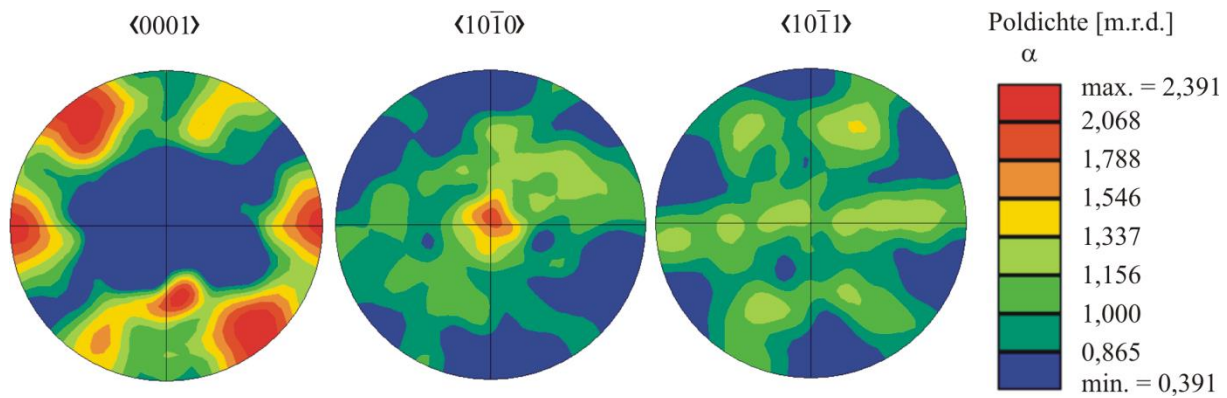 ⟨0001⟩
⟨101̅0⟩
⟨101̅1⟩
Poldichte [m.r.d.]
α
max. = 2,391
2,068
1,788
1,546
1,337
1,156
1,000
0,865
min. = 0,391